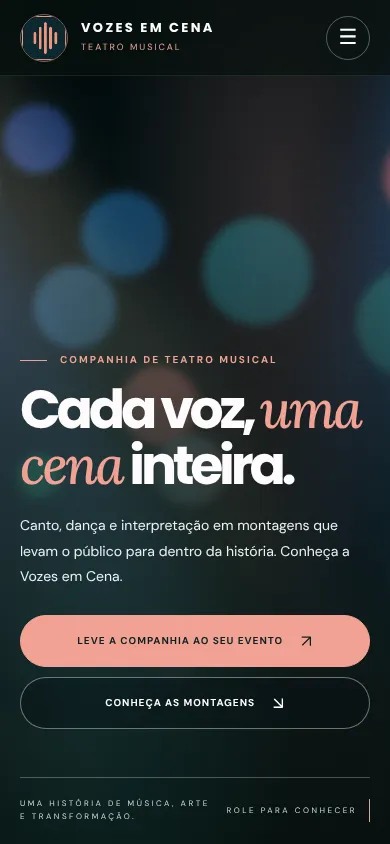 VOZES EM CENA
TEATRO MUSICAL
COMPANHIA DE TEATRO MUSICAL
Cada voz, uma
cena inteira.
Canto, dança e interpretação em montagens que
levam o público para dentro da história. Conheça a
Vozes em Cena.
LEVE A COMPANHIA AO SEU EVENTO
CONHEÇA AS MONTAGENS
UMA HISTÓRIA DE MÚSICA, ARTE
E TRANSFORMAÇÃO.
ROLE PARA CONHECER